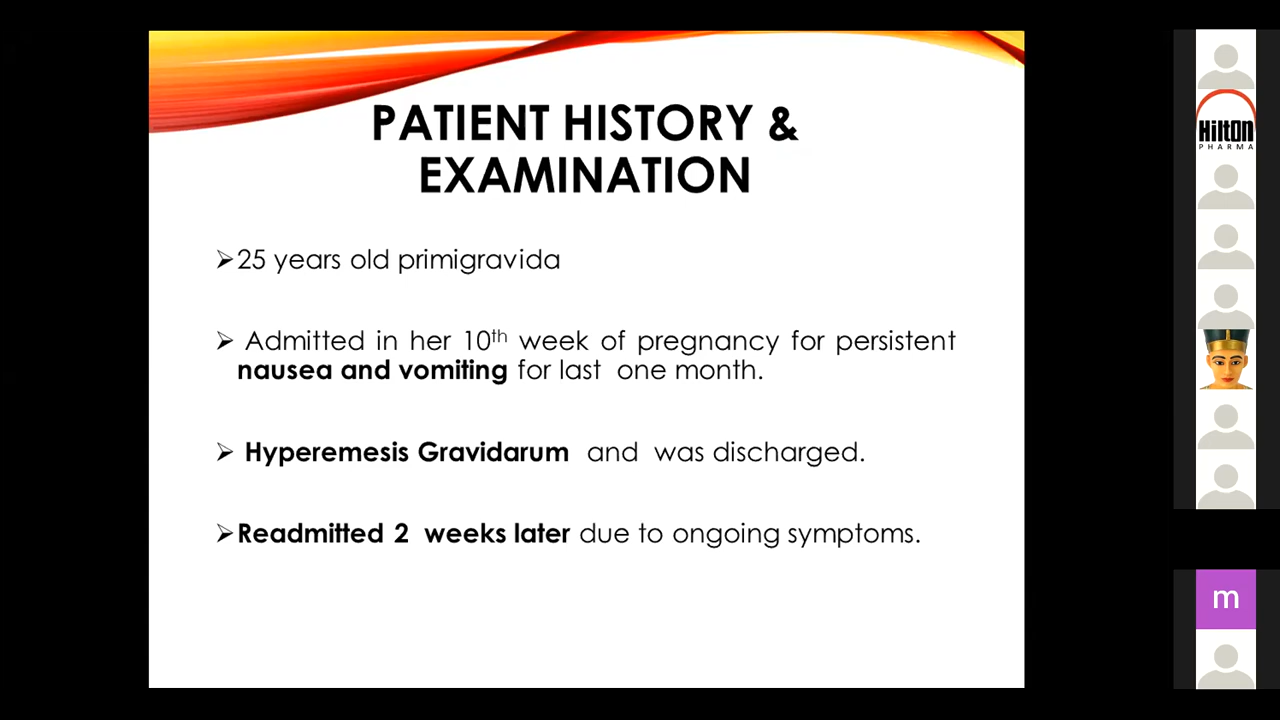 PATIENT HISTORY &
EXAMINATION
➢25 years old primigravida
➢ Admitted in her 10th week of pregnancy for persistent
nausea and vomiting for last one month.
➢ Hyperemesis Gravidarum and was discharged.
➢Readmitted 2 weeks later due to ongoing symptoms.
HiltOn
PHARMA
m